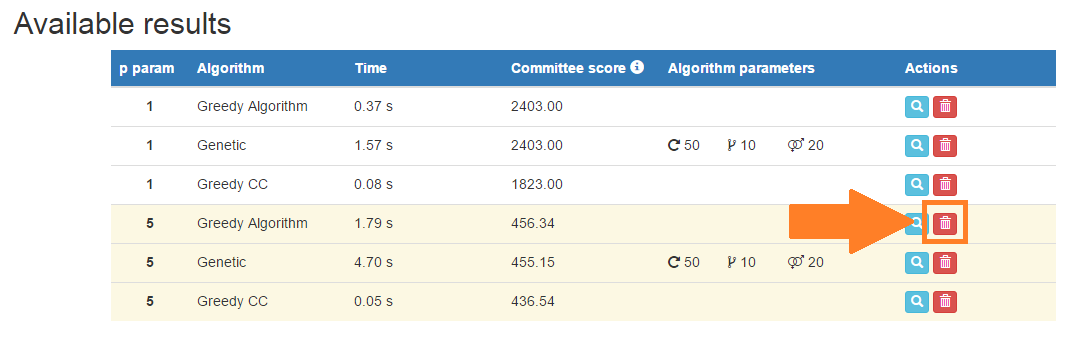 Available results
p param Algorithm Time Committee score Algorithm parameters Actions
1 Greedy Algorithm 0.37 s 2403.00
1 Genetic 1.57 s 2403.00 50 10 20
1 Greedy CC 0.08 s 1823.00
5 Greedy Algorithm 1.79 s 456.34
5 Genetic 4.70 s 455.15 50 10 20
5 Greedy CC 0.05 s 436.54